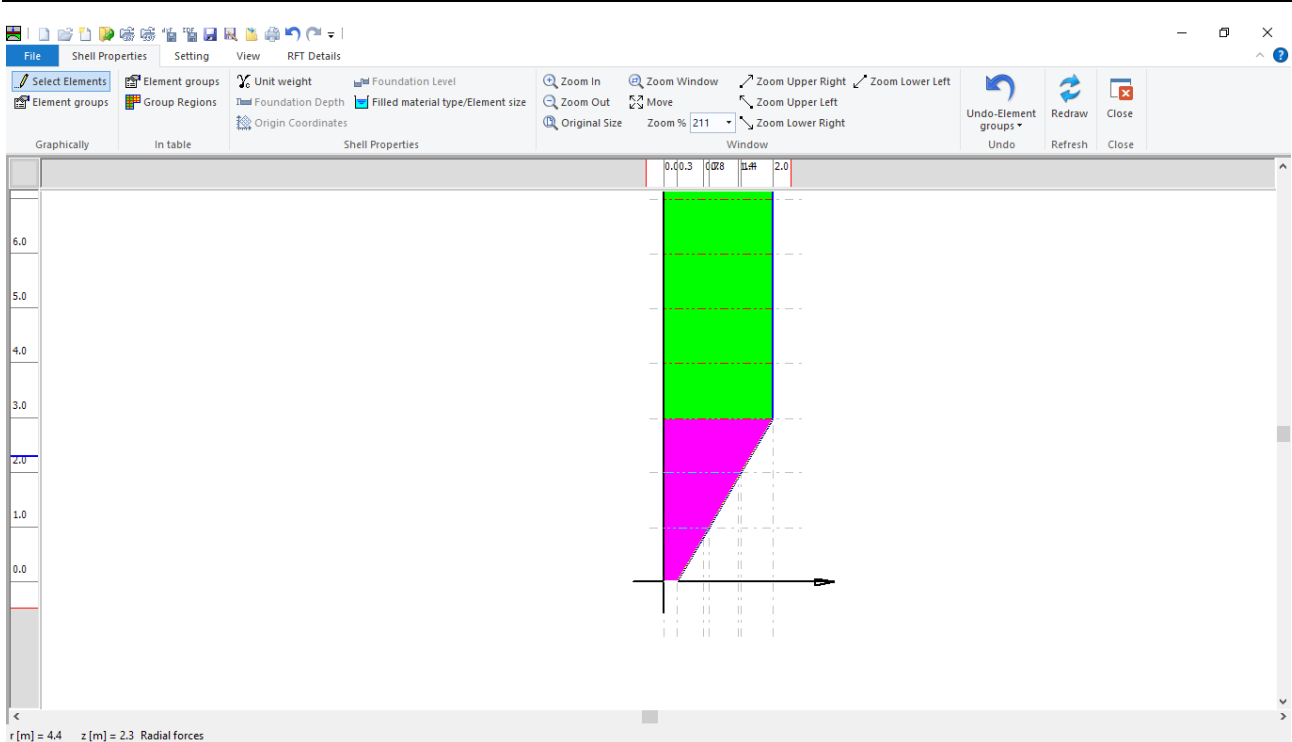 File Shell Properties Setting View RFT Details
Select Elements Element groups Unit weight Foundation Level Zoom In Zoom Window Zoom Upper Right Zoom Lower Left
Element groups Group Regions Foundation Depth Filled material type/Element size Zoom Out Move Zoom Upper Left
Origin Coordinates Original Size Zoom % 211 Zoom Lower Right
Undo-Element groups Redraw Close
Graphically In table Shell Properties Window Undo Refresh Close
0.3 2.0
6.0
5.0
4.0
3.0
2.0
1.0
0.0
r [m] = 4.4 z [m] = 2.3 Radial forces